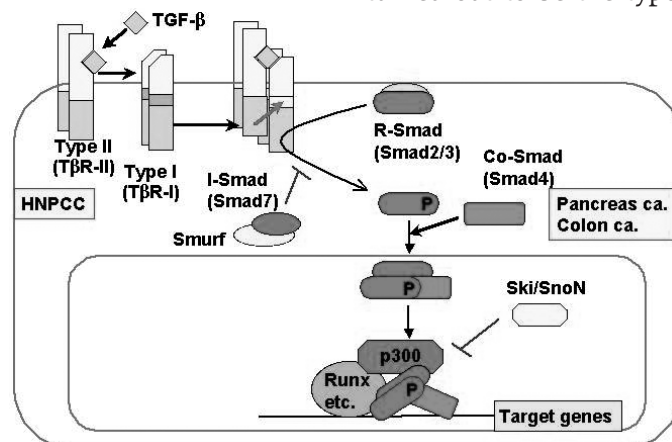 TGF-β
Type II
(TβR-II)
Type I
(TβR-I)
R-Smad
(Smad2/3)
Co-Smad
(Smad4)
I-Smad
(Smad7)
HNPCC
Smurf
P
Pancreas ca.
Colon ca.
P
Ski/SnoN
p300
Runx
etc.
P
Target genes